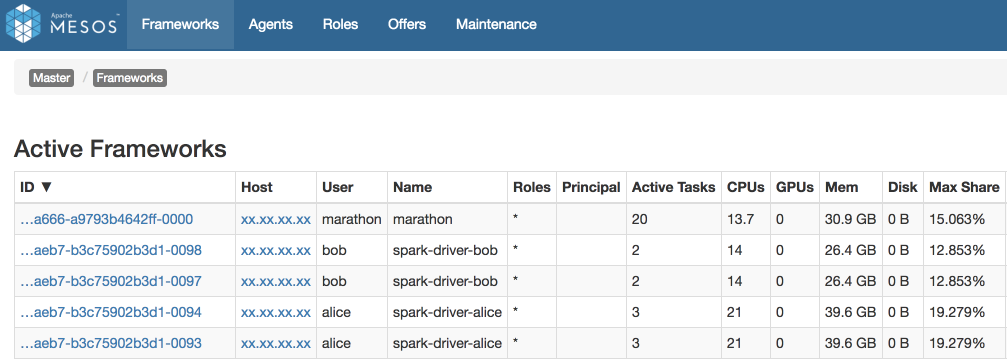 Apache
MESOS™ Frameworks Agents Roles Offers Maintenance
Master / Frameworks
Active Frameworks
ID ▼ Host User Name Roles Principal Active Tasks CPUs GPUs Mem Disk Max Share
…a666-a9793b4642ff-0000 xx.xx.xx.xx marathon marathon * 20 13.7 0 30.9 GB 0 B 15.063%
…aeb7-b3c75902b3d1-0098 xx.xx.xx.xx bob spark-driver-bob * 2 14 0 26.4 GB 0 B 12.853%
…aeb7-b3c75902b3d1-0097 xx.xx.xx.xx bob spark-driver-bob * 2 14 0 26.4 GB 0 B 12.853%
…aeb7-b3c75902b3d1-0094 xx.xx.xx.xx alice spark-driver-alice * 3 21 0 39.6 GB 0 B 19.279%
…aeb7-b3c75902b3d1-0093 xx.xx.xx.xx alice spark-driver-alice * 3 21 0 39.6 GB 0 B 19.279%